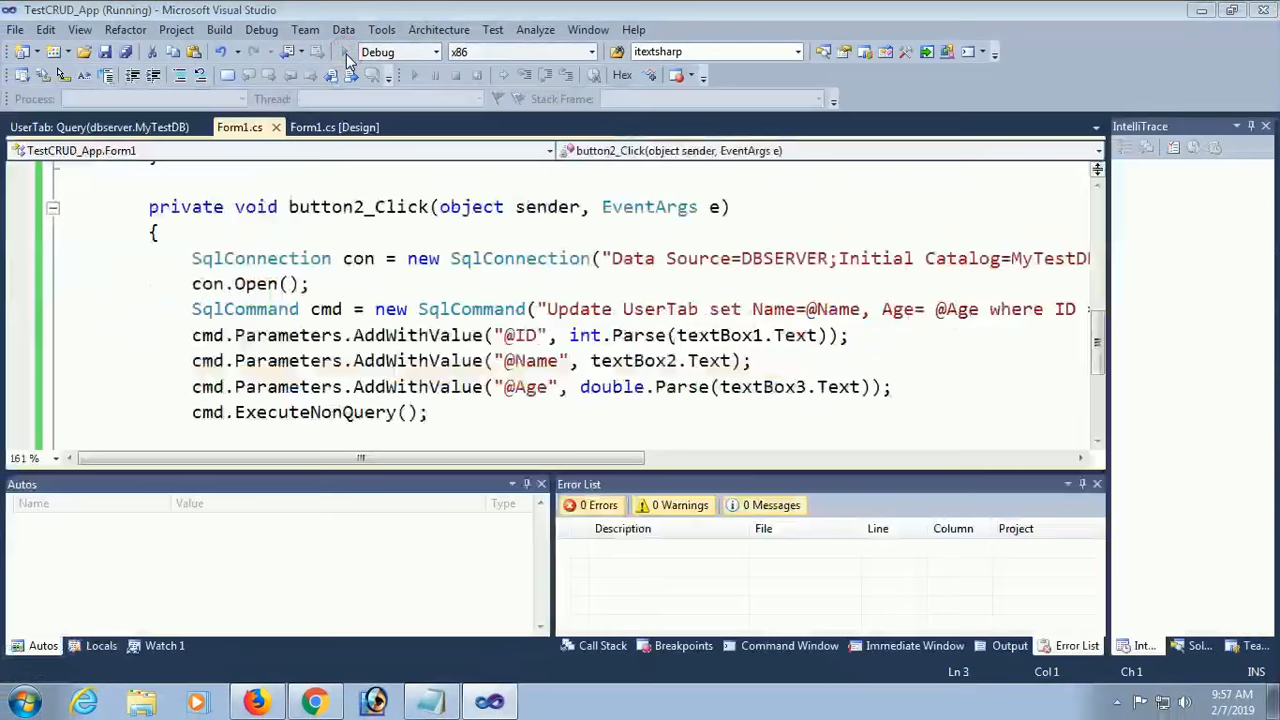 TestCRUD_App (Running) - Microsoft Visual Studio
File Edit View Refactor Project Build Debug Team Data Tools Architecture Test Analyze Window Help
Debug x86 itextsharp
Hex
Process: Thread: Stack Frame:
UserTab: Query(dbserver.MyTestDB) Form1.cs Form1.cs [Design] IntelliTrace
TestCRUD_App.Form1 button2_Click(object sender, EventArgs e)
private void button2_Click(object sender, EventArgs e)
{
SqlConnection con = new SqlConnection("Data Source=DBSERVER;Initial Catalog=MyTestDB
con.Open();
SqlCommand cmd = new SqlCommand("Update UserTab set Name=@Name, Age= @Age where ID =
cmd.Parameters.AddWithValue("@ID", int.Parse(textBox1.Text));
cmd.Parameters.AddWithValue("@Name", textBox2.Text);
cmd.Parameters.AddWithValue("@Age", double.Parse(textBox3.Text));
cmd.ExecuteNonQuery();
161 %
Autos Error List
Name Value Type 0 Errors 0 Warnings 0 Messages
Description File Line Column Project
Autos Locals Watch 1 Call Stack Breakpoints Command Window Immediate Window Output Error List Int... Sol... Tea...
Ln 3 Col 1 Ch 1 INS
9:57 AM
2/7/2019